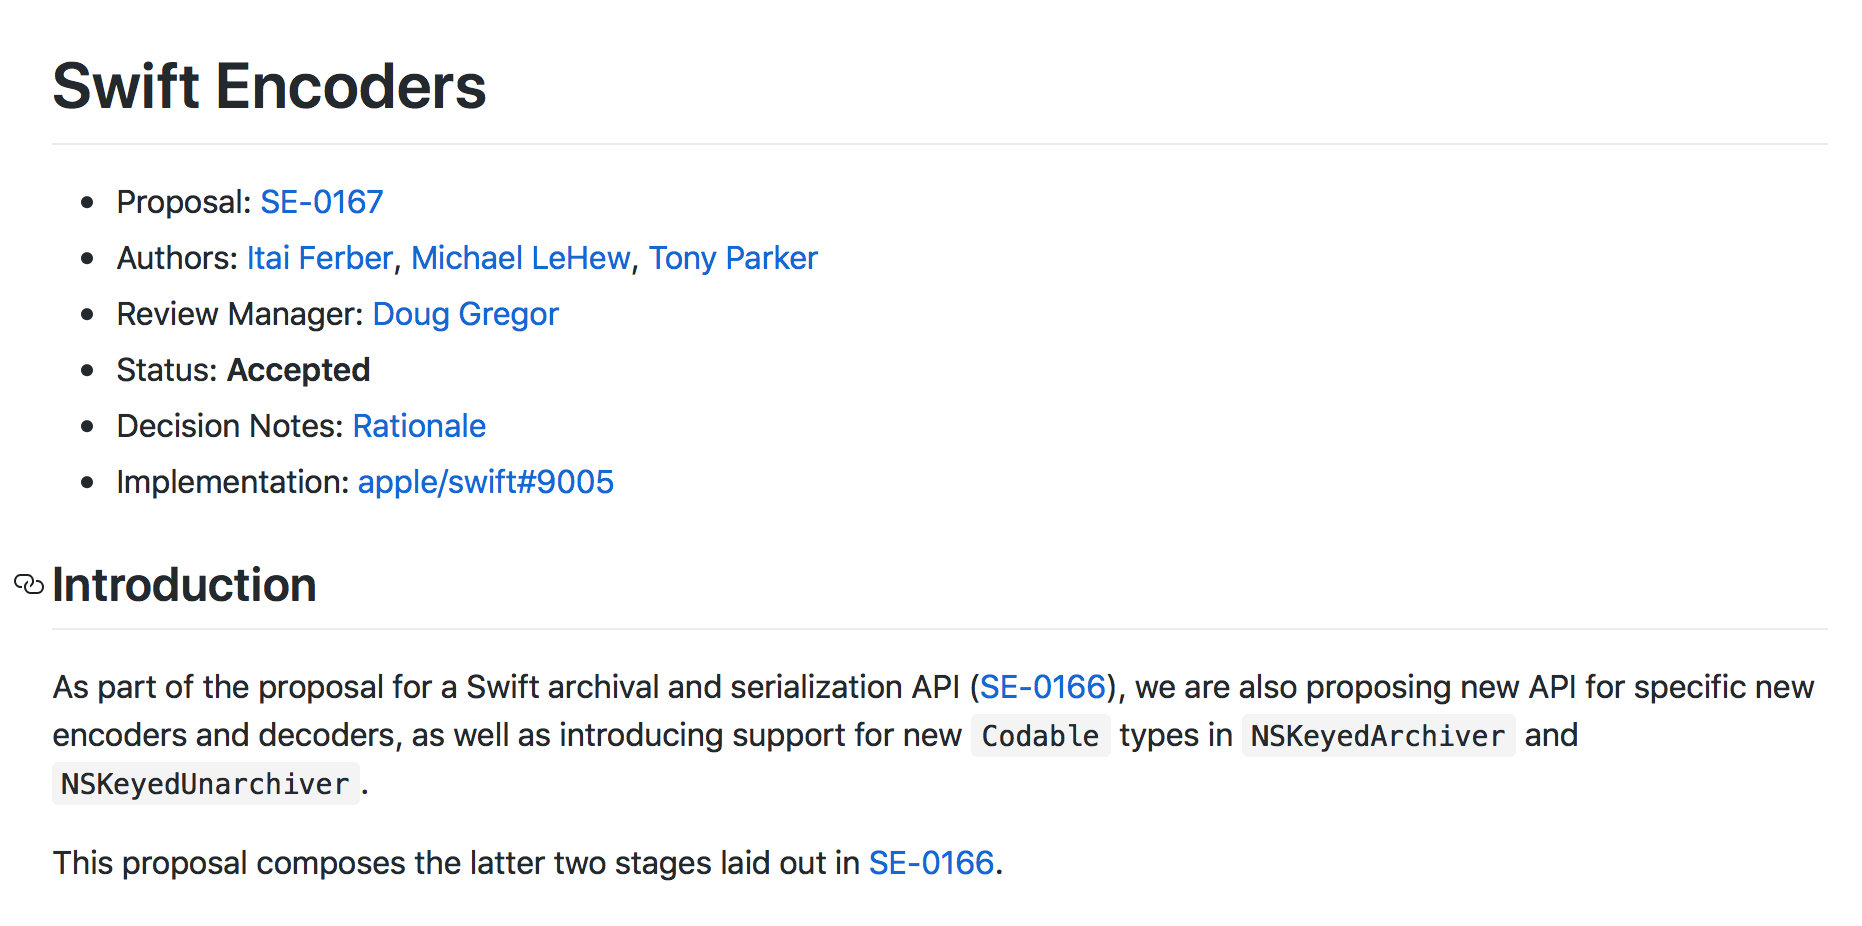 Swift Encoders
Proposal: SE-0167
Authors: Itai Ferber, Michael LeHew, Tony Parker
Review Manager: Doug Gregor
Status: Accepted
Decision Notes: Rationale
Implementation: apple/swift#9005
Introduction
As part of the proposal for a Swift archival and serialization API (SE-0166), we are also proposing new API for specific new
encoders and decoders, as well as introducing support for new Codable types in NSKeyedArchiver and
NSKeyedUnarchiver.
This proposal composes the latter two stages laid out in SE-0166.